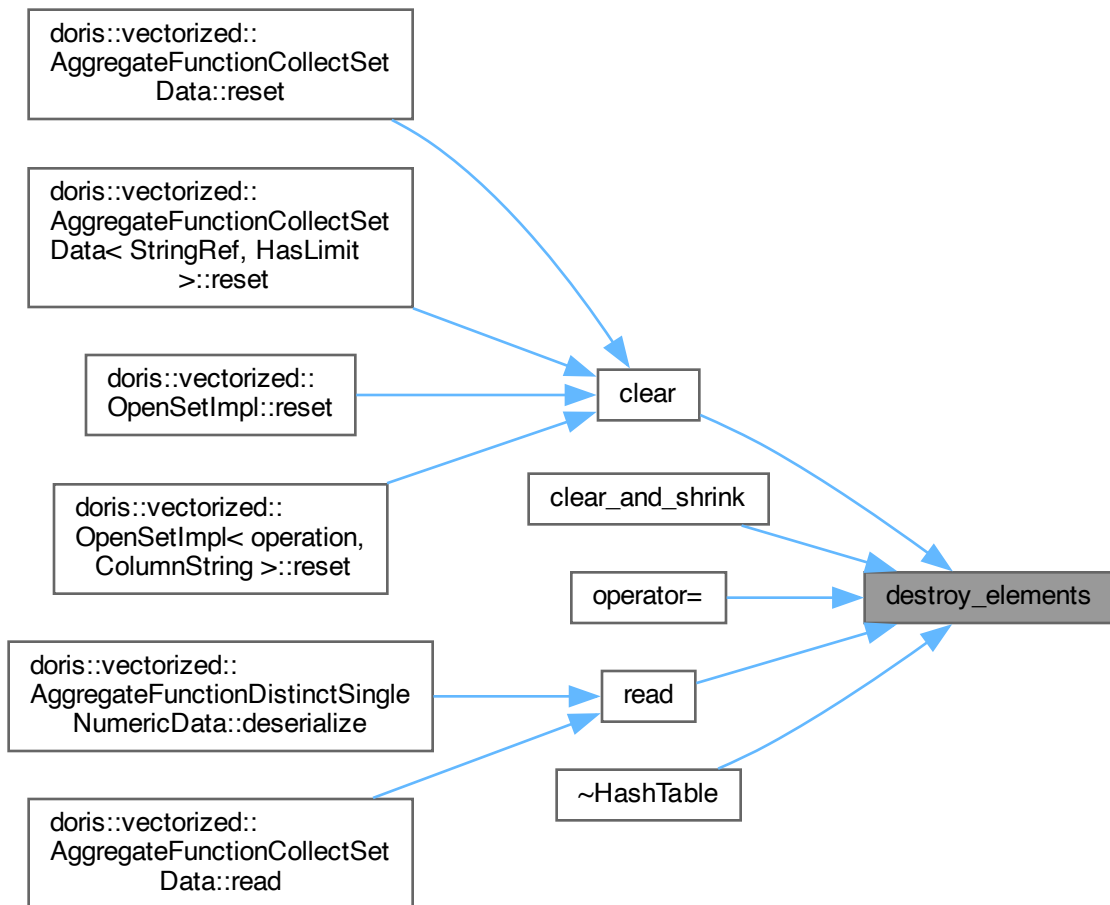 doris::vectorized::
AggregateFunctionCollectSet
Data::reset
doris::vectorized::
AggregateFunctionCollectSet
Data< StringRef, HasLimit
>::reset
doris::vectorized::
OpenSetImpl::reset
doris::vectorized::
OpenSetImpl< operation,
ColumnString >::reset
clear
clear_and_shrink
operator=
destroy_elements
doris::vectorized::
AggregateFunctionDistinctSingle
NumericData::deserialize
read
~HashTable
doris::vectorized::
AggregateFunctionCollectSet
Data::read